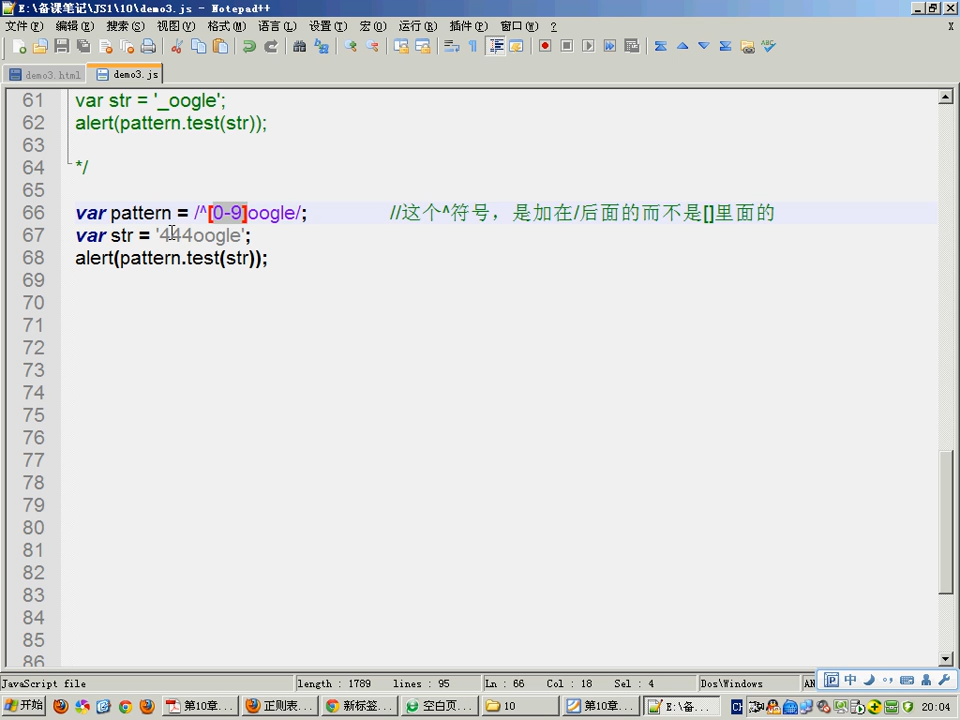 E:\备课笔记\JS1\10\demo3.js - Notepad++
文件(F) 编辑(E) 搜索(S) 视图(V) 格式(M) 语言(L) 设置(T) 宏(O) 运行(R) 插件(P) 窗口(W) ? X
demo3.html demo3.js
61 var str = '_oogle';
62 alert(pattern.test(str));
63
64 */
65
66 var pattern = /^[0-9]oogle/; //这个^符号，是加在/后面的而不是[]里面的
67 var str = '444oogle';
68 alert(pattern.test(str));
69
70
71
72
73
74
75
76
77
78
79
80
81
82
83
84
85
86
JavaScript file length : 1789 lines : 95 Ln : 66 Col : 18 Sel : 4 Dos\Windows AN 中
开始 第10章... 正则表... 新标签... 空白页... 10 第10章... E:\备... 20:04